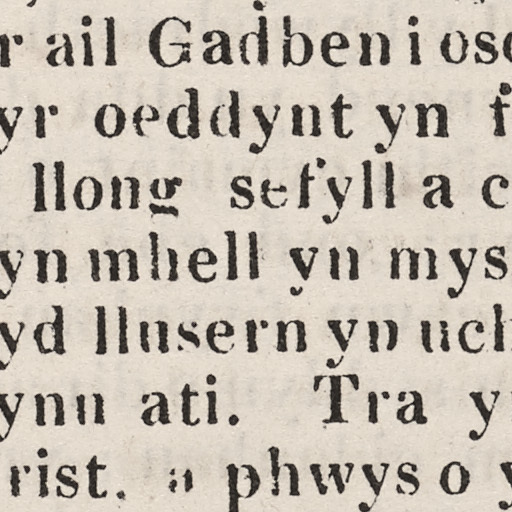 r ail Gadben i osc
yr oeddynt yn f
llong sefyll a c
yn mhell yn mys
yd llusern yn uch
ynu ati. Tra y
rist, a phwys o y